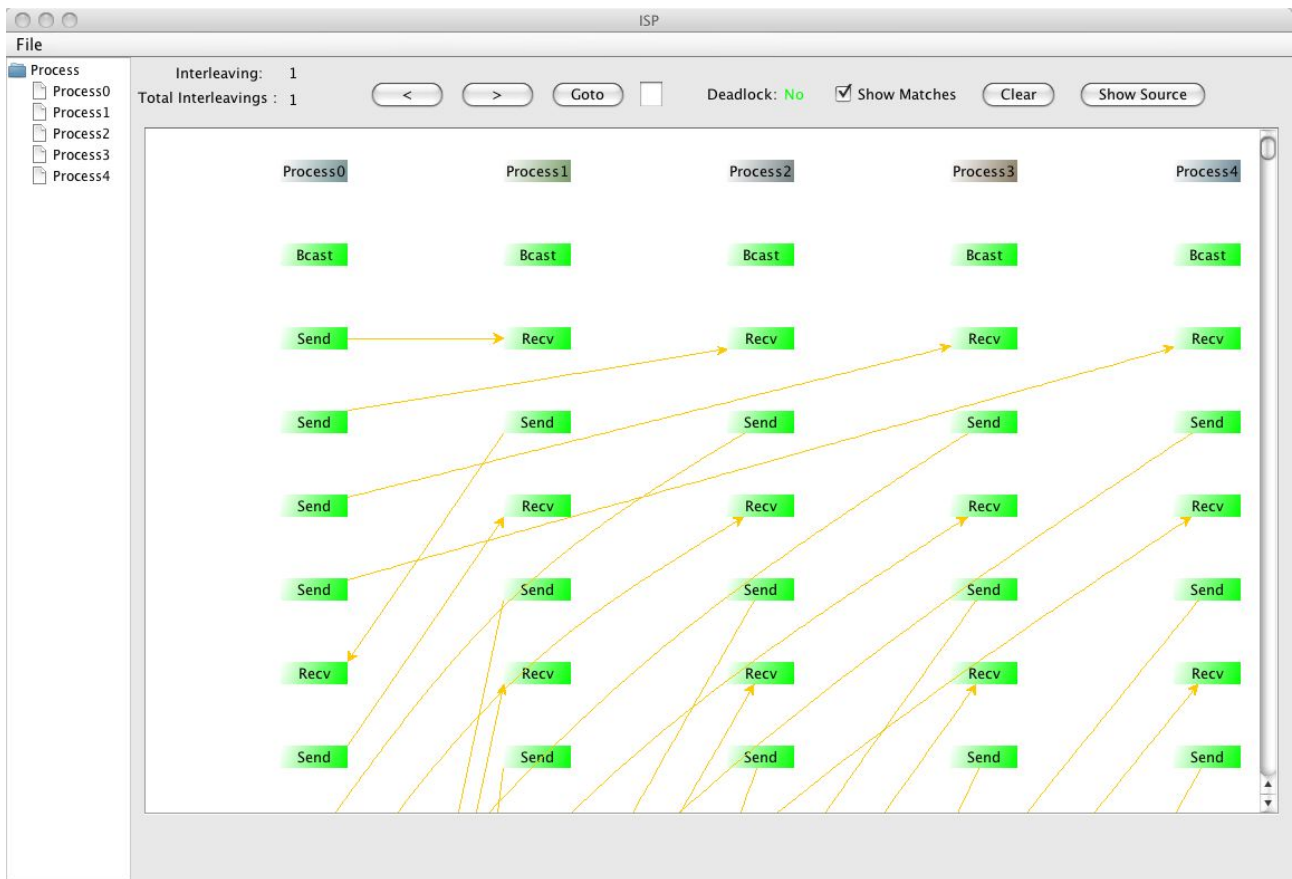 ISP
File
Process
Process0
Process1
Process2
Process3
Process4
Interleaving: 1
Total Interleavings : 1
< > Goto Deadlock: No Show Matches Clear Show Source
Process0 Process1 Process2 Process3 Process4
Bcast Bcast Bcast Bcast Bcast
Send Recv Recv Recv Recv
Send Send Send Send Send
Send Recv Recv Recv Recv
Send Send Send Send Send
Recv Recv Recv Recv Recv
Send Send Send Send Send